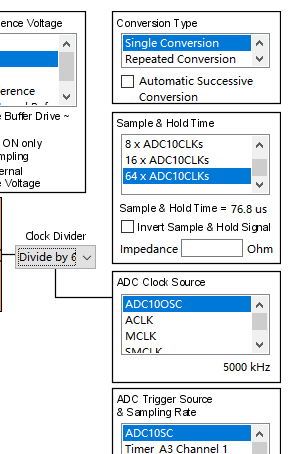 ence Voltage
erence
e Buffer Drive ~
ON only
mpling
ernal
e Voltage
Clock Divider
Divide by 6
Conversion Type
Single Conversion
Repeated Conversion
Automatic Successive
Conversion
Sample & Hold Time
8 x ADC10CLKs
16 x ADC10CLKs
64 x ADC10CLKs
Sample & Hold Time = 76.8 us
Invert Sample & Hold Signal
Impedance Ohm
ADC Clock Source
ADC10OSC
ACLK
MCLK
SMCLK
5000 kHz
ADC Trigger Source
& Sampling Rate
ADC10SC
Timer_A3 Channel 1